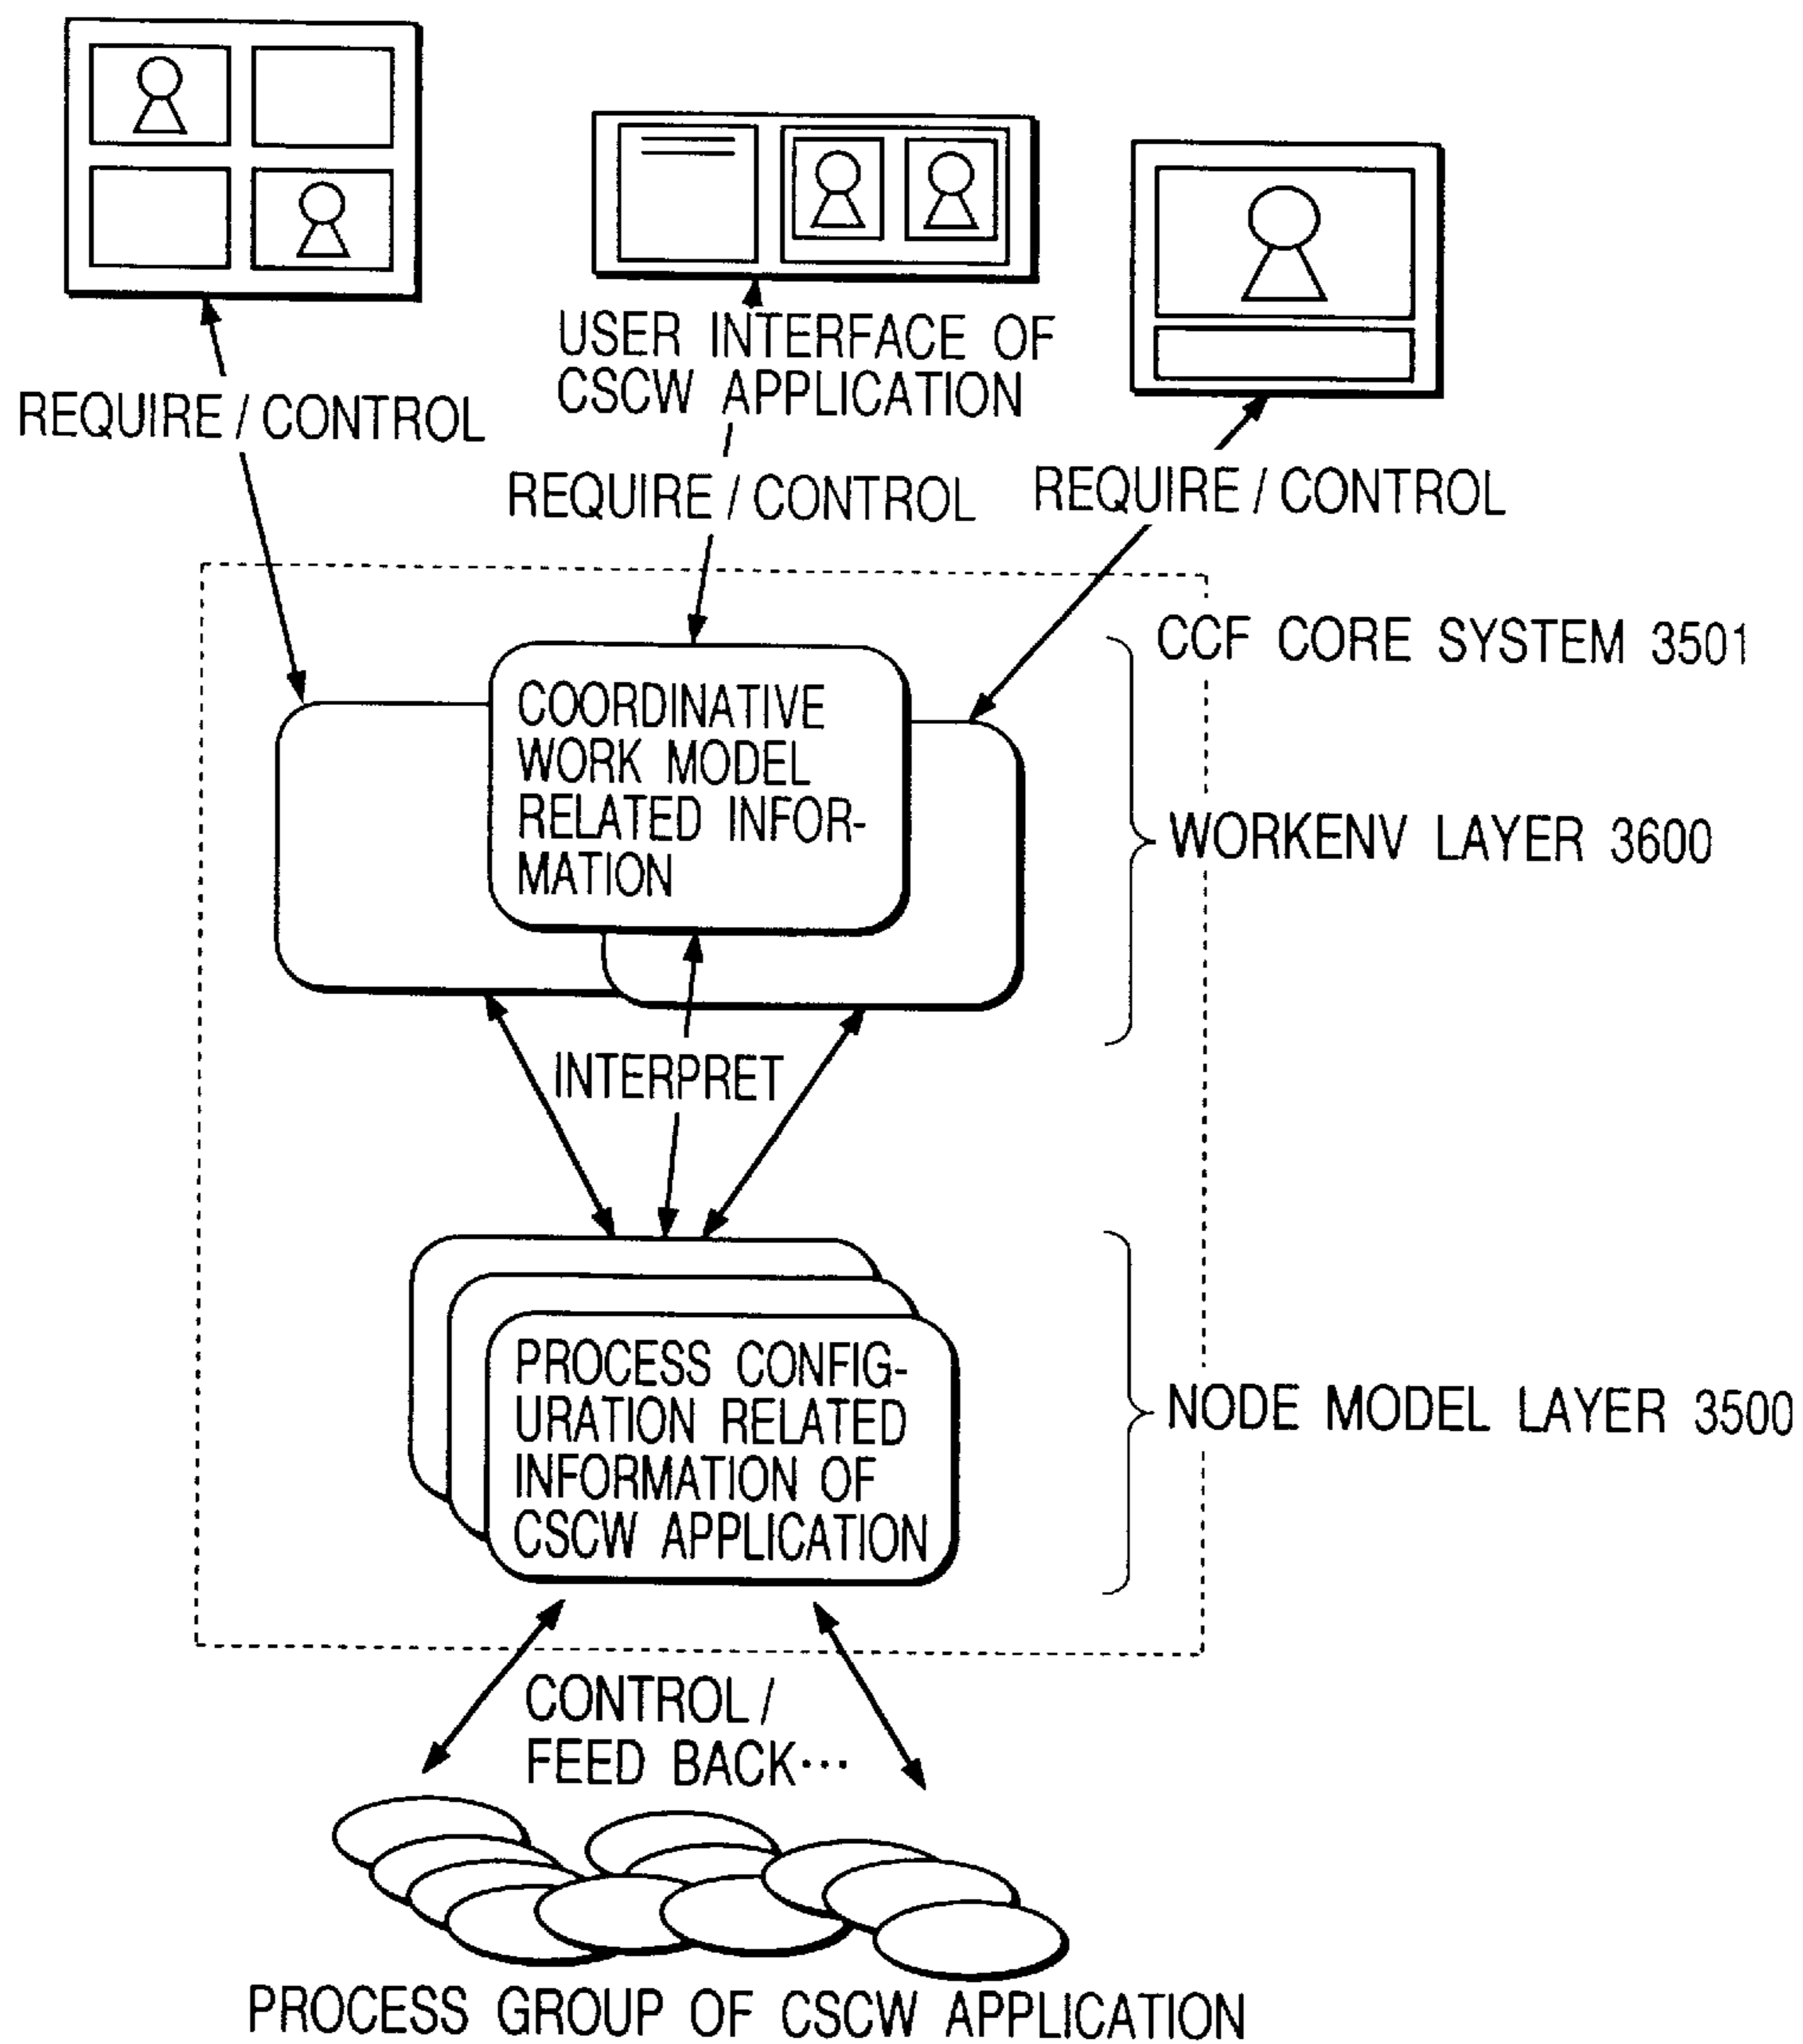 USER INTERFACE OF
CSCW APPLICATION
REQUIRE / CONTROL
REQUIRE / CONTROL
REQUIRE / CONTROL
CCF CORE SYSTEM 3501
COORDINATIVE
WORK MODEL
RELATED INFOR-
MATION
WORKENV LAYER 3600
INTERPRET
PROCESS CONFIG-
URATION RELATED
INFORMATION OF
CSCW APPLICATION
NODE MODEL LAYER 3500
CONTROL /
FEED BACK···
PROCESS GROUP OF CSCW APPLICATION